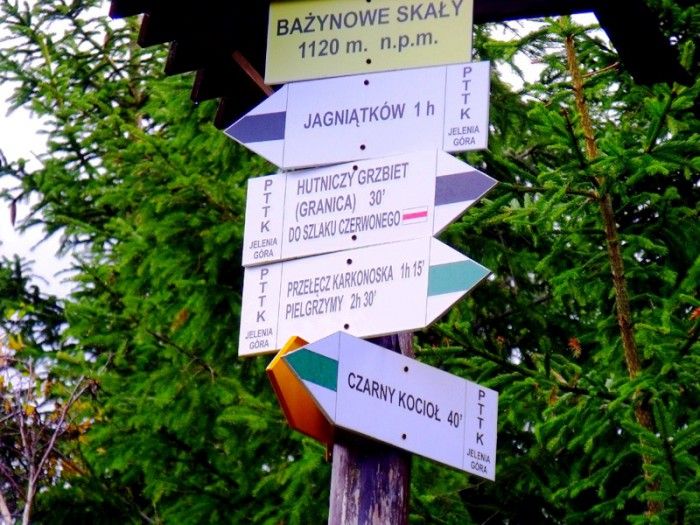 BAŻYNOWE SKAŁY
1120 m. n.p.m.
JAGNIĄTKÓW 1 h
PTTK
JELENIA
GÓRA
PTTK
JELENIA
GÓRA
HUTNICZY GRZBIET
(GRANICA) 30'
DO SZLAKU CZERWONEGO
PTTK
JELENIA
GÓRA
PRZEŁĘCZ KARKONOSKA 1h 15'
PIELGRZYMY 2h 30'
CZARNY KOCIOŁ 40'
PTTK
JELENIA
GÓRA